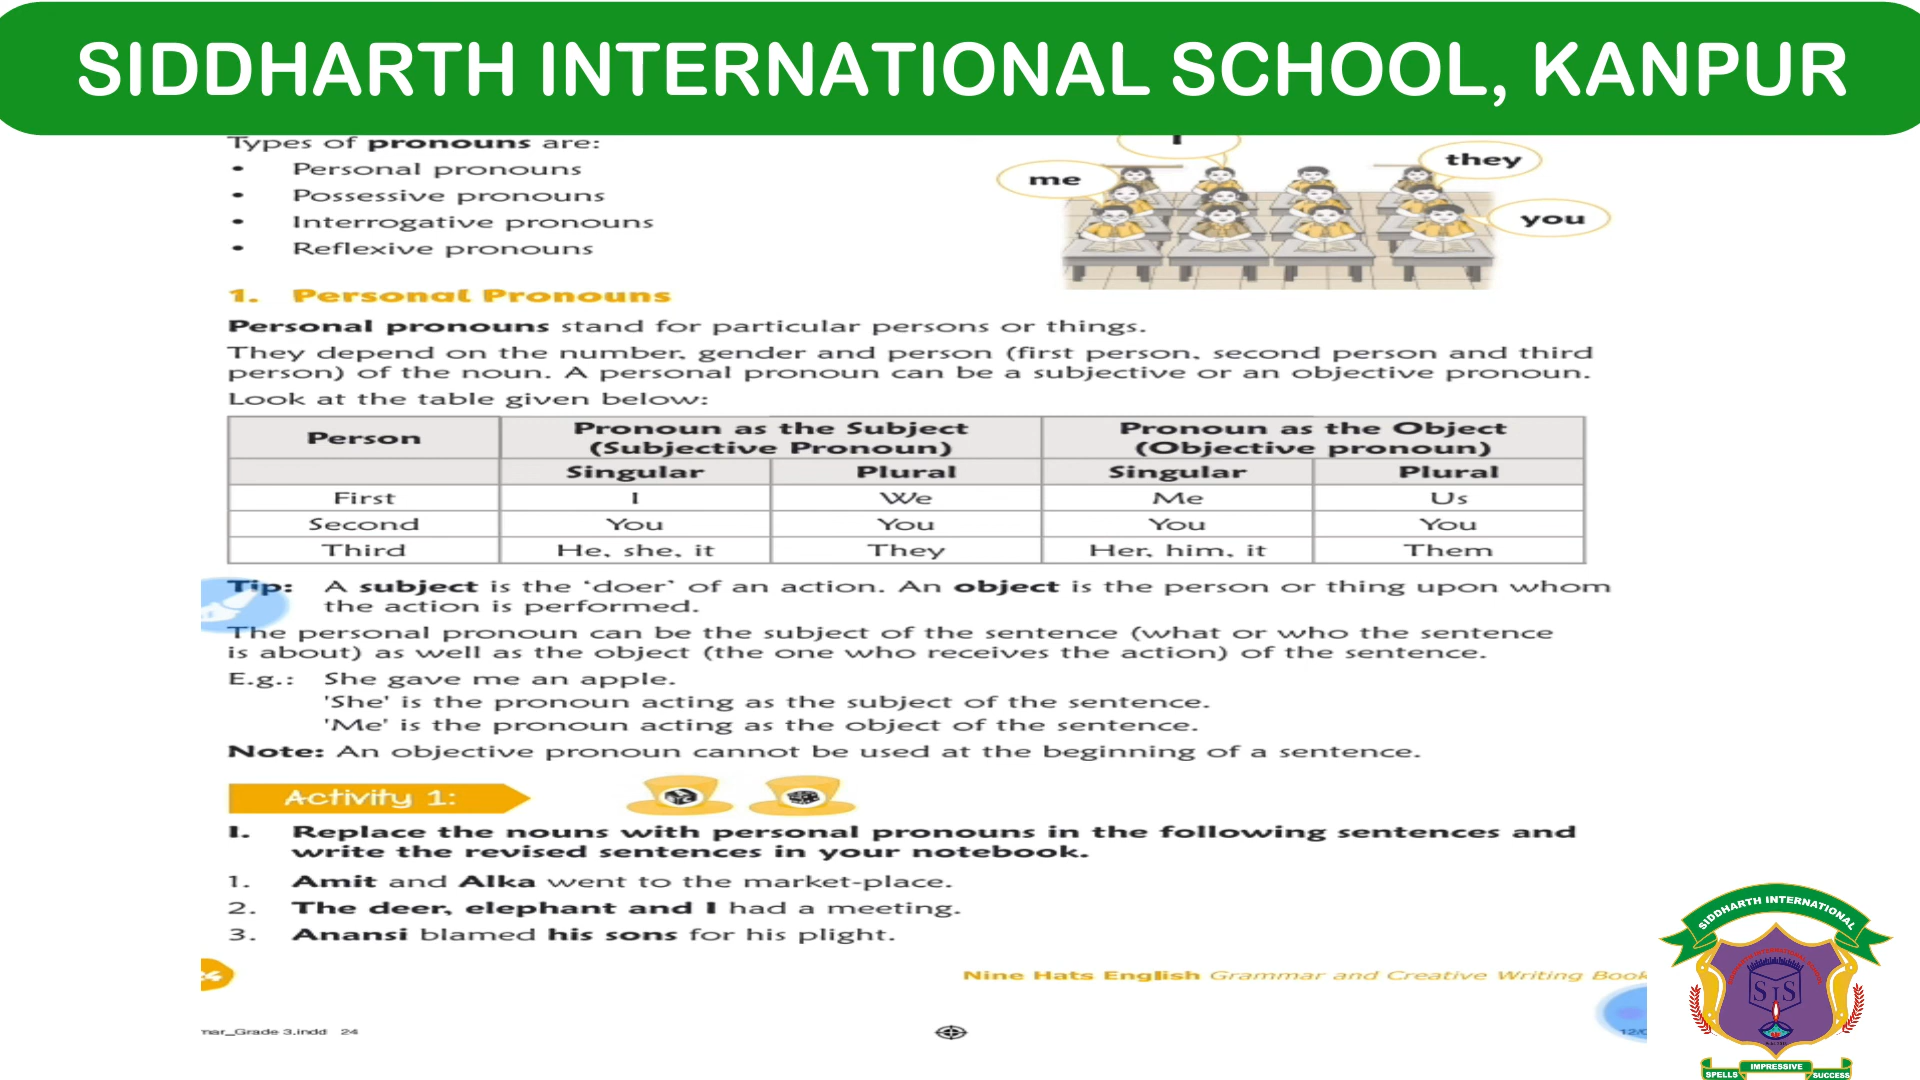 SIDDHARTH INTERNATIONAL SCHOOL, KANPUR
Types of pronouns are:
• Personal pronouns
• Possessive pronouns
• Interrogative pronouns
• Reflexive pronouns
I
me
they
you
1. Personal Pronouns
Personal pronouns stand for particular persons or things.
They depend on the number, gender and person (first person, second person and third
person) of the noun. A personal pronoun can be a subjective or an objective pronoun.
Look at the table given below:
Person Pronoun as the Subject Pronoun as the Object
(Subjective Pronoun) (Objective pronoun)
Singular Plural Singular Plural
First I We Me Us
Second You You You You
Third He, she, it They Her, him, it Them
Tip: A subject is the ‘doer’ of an action. An object is the person or thing upon whom
the action is performed.
The personal pronoun can be the subject of the sentence (what or who the sentence
is about) as well as the object (the one who receives the action) of the sentence.
E.g.: She gave me an apple.
'She' is the pronoun acting as the subject of the sentence.
'Me' is the pronoun acting as the object of the sentence.
Note: An objective pronoun cannot be used at the beginning of a sentence.
Activity 1:
I. Replace the nouns with personal pronouns in the following sentences and
write the revised sentences in your notebook.
1. Amit and Alka went to the market-place.
2. The deer, elephant and I had a meeting.
3. Anansi blamed his sons for his plight.
Nine Hats English Grammar and Creative Writing Book
mar_Grade 3.indd 24
SIDDHARTH INTERNATIONAL
SIS
SPELLS IMPRESSIVE SUCCESS